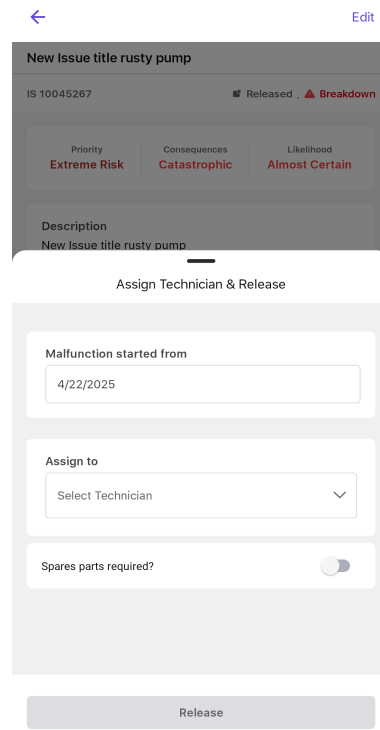 Edit
New Issue title rusty pump
IS 10045267
Released . Breakdown
Priority Consequences Likelihood
Extreme Risk Catastrophic Almost Certain
Description
New Issue title rusty pump
Assign Technician & Release
Malfunction started from
4/22/2025
Assign to
Select Technician
Spares parts required?
Release